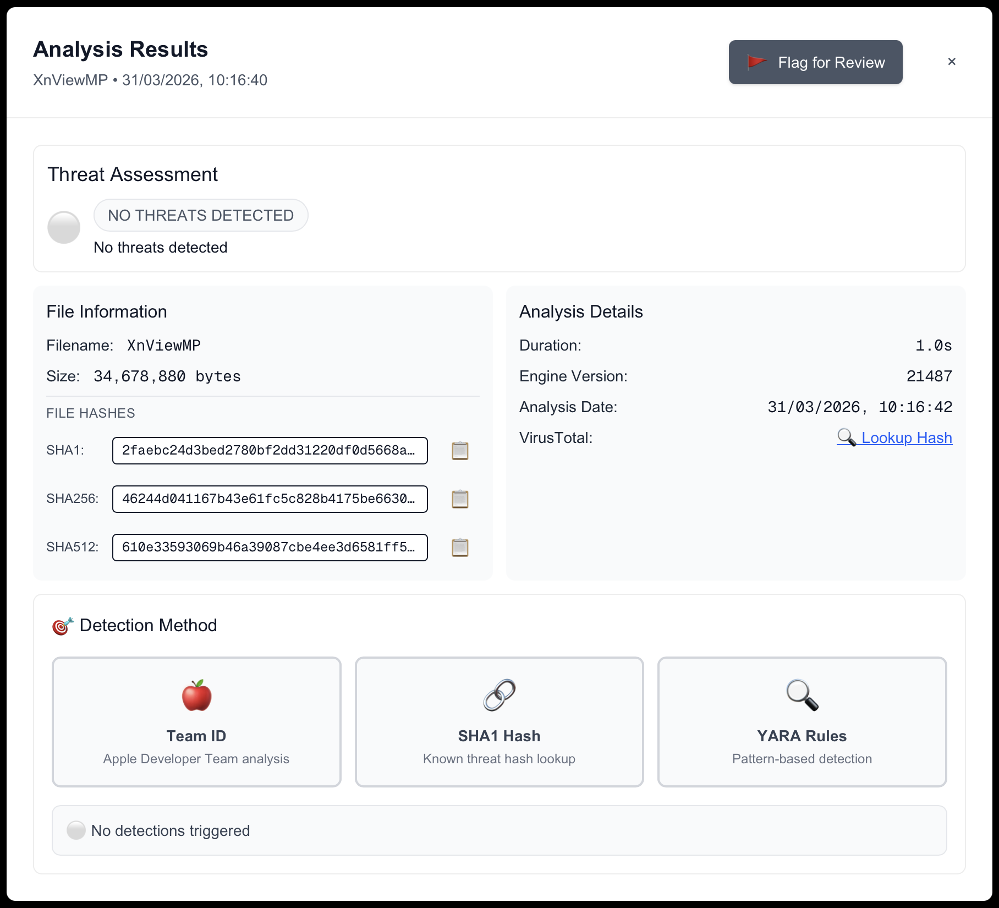 Analysis Results
XnViewMP • 31/03/2026, 10:16:40
Flag for Review
×
Threat Assessment
NO THREATS DETECTED
No threats detected
File Information
Filename: XnViewMP
Size: 34,678,880 bytes
FILE HASHES
SHA1: 2faebc24d3bed2780bf2dd31220df0d5668a…
SHA256: 46244d041167b43e61fc5c828b4175be6630…
SHA512: 610e33593069b46a39087cbe4ee3d6581ff5…
Analysis Details
Duration: 1.0s
Engine Version: 21487
Analysis Date: 31/03/2026, 10:16:42
VirusTotal: Lookup Hash
Detection Method
Team ID
Apple Developer Team analysis
SHA1 Hash
Known threat hash lookup
YARA Rules
Pattern-based detection
No detections triggered